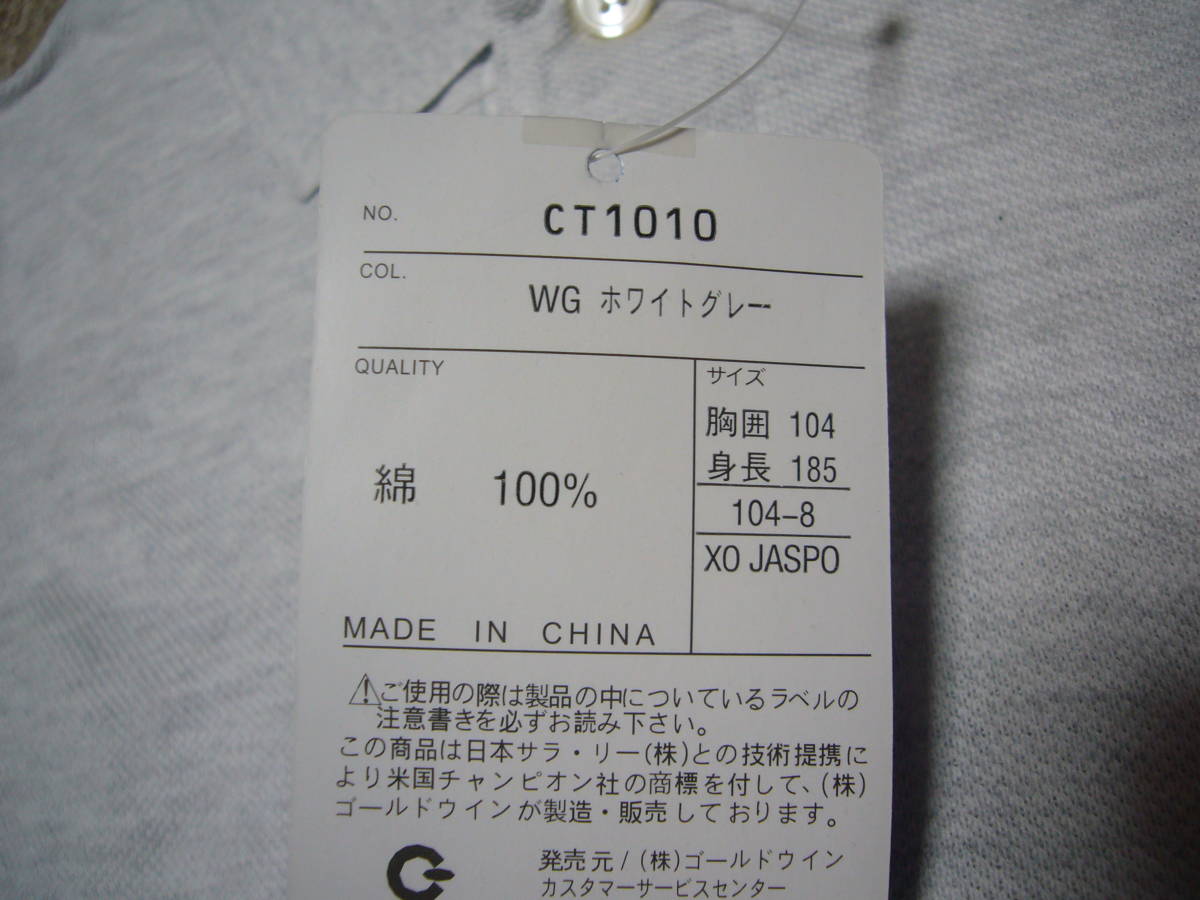 NO. CT1010
COL.
WG ホワイトグレー
QUALITY
綿 100%
MADE IN CHINA
サイズ
胸囲 104
身長 185
104-8
XO JASPO
⚠ご使用の際は製品の中についているラベルの
注意書きを必ずお読み下さい。
この商品は日本サラ・リー(株)との技術提携に
より米国チャンピオン社の商標を付して、(株)
ゴールドウインが製造・販売しております。
発売元/(株)ゴールドウイン
カスタマーサービスセンター